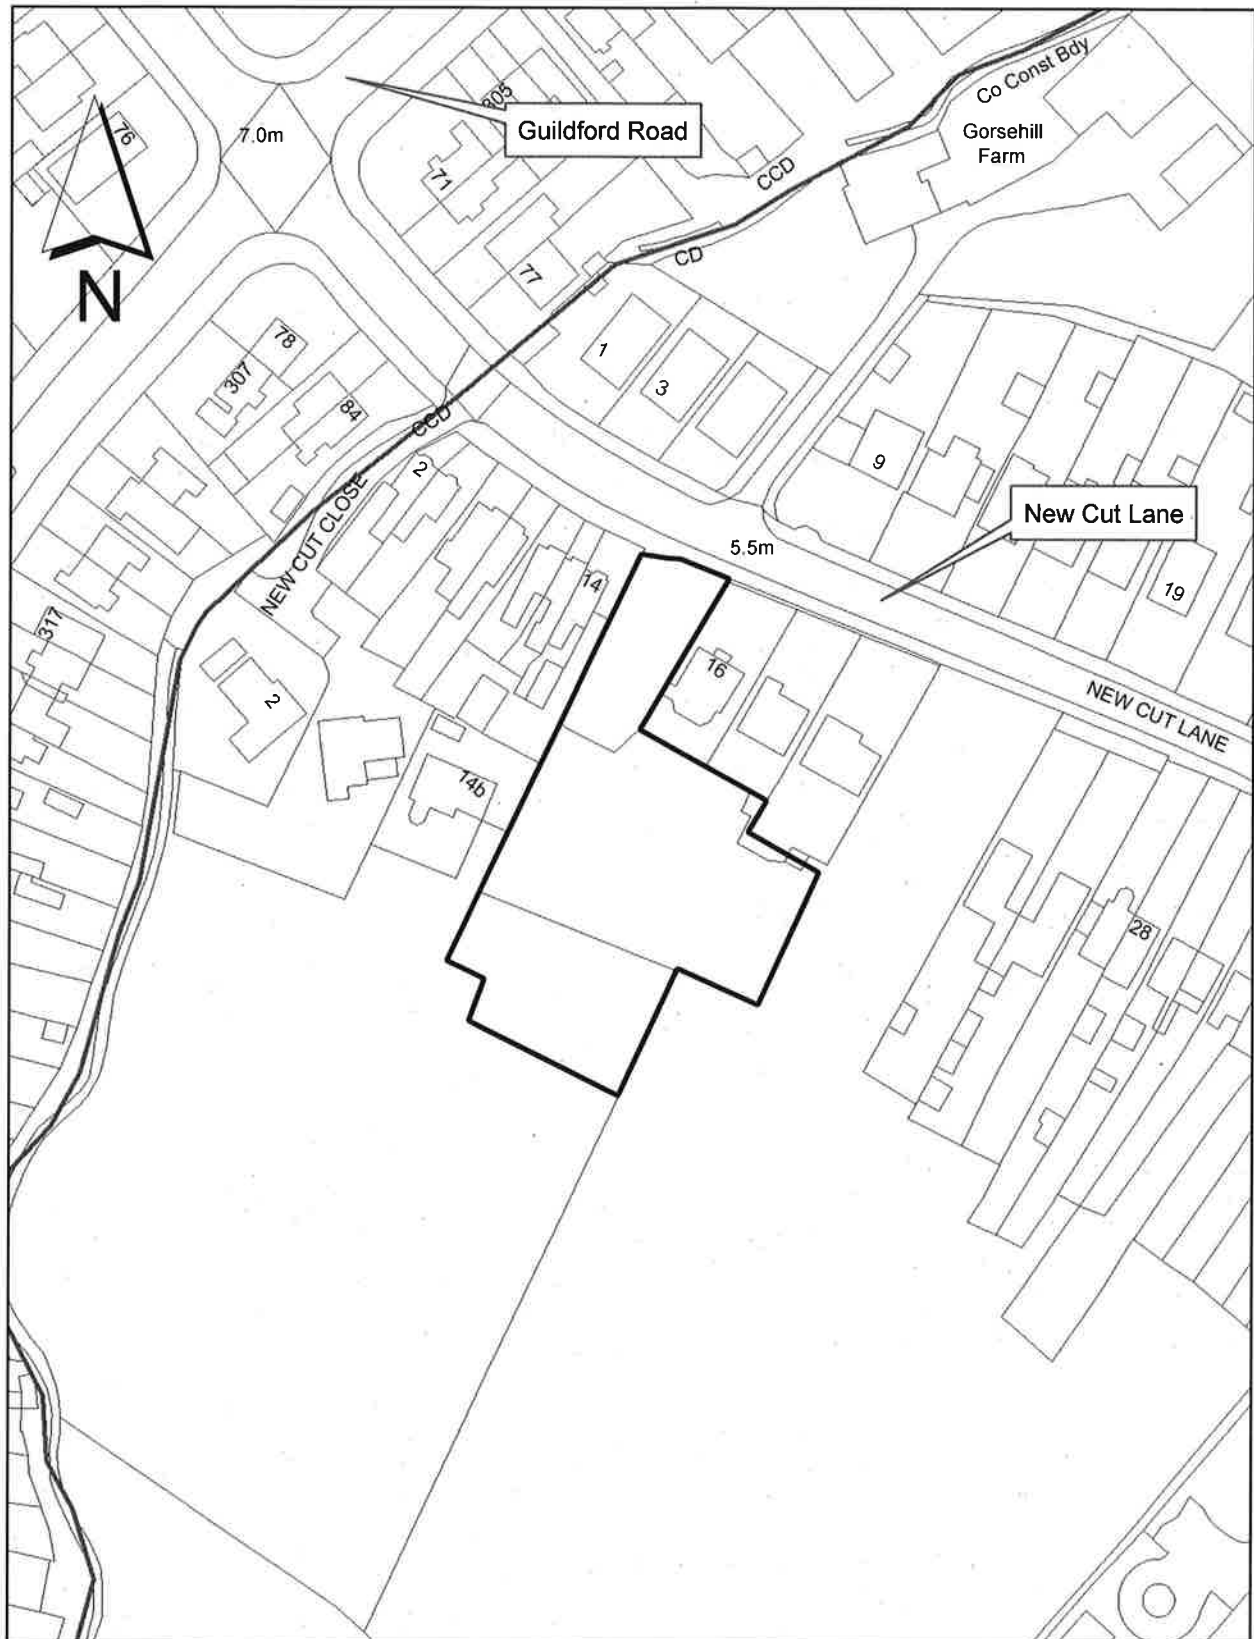 Co Const Bdy
305
Guildford Road
76
7.0m
Gorsehill
Farm
71
CCD
N
CD
77
78
1
307
3
84
CCD
2
9
NEW CUT CLOSE
New Cut Lane
5.5m
14
19
317
16
2
NEW CUT LANE
14b
28